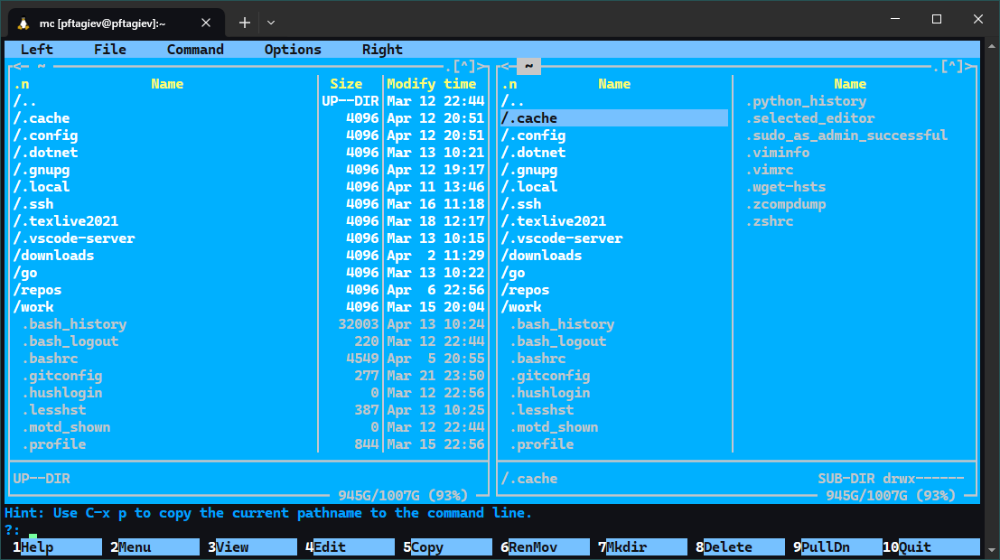 mc [pftagiev@pftagiev]:~
Left File Command Options Right
<─ ~ .[^]> <─ ~ .[^]>
.n Name Size Modify time .n Name Name
/.. UP--DIR Mar 12 22:44 /.. .python_history
/.cache 4096 Apr 12 20:51 /.cache .selected_editor
/.config 4096 Apr 12 20:51 /.config .sudo_as_admin_successful
/.dotnet 4096 Mar 13 10:21 /.dotnet .viminfo
/.gnupg 4096 Apr 12 19:17 /.gnupg .vimrc
/.local 4096 Apr 11 13:46 /.local .wget-hsts
/.ssh 4096 Mar 16 11:18 /.ssh .zcompdump
/.texlive2021 4096 Mar 18 12:17 /.texlive2021 .zshrc
/.vscode-server 4096 Mar 13 10:15 /.vscode-server
/downloads 4096 Apr 2 11:29 /downloads
/go 4096 Mar 13 10:22 /go
/repos 4096 Apr 6 22:56 /repos
/work 4096 Mar 15 20:04 /work
.bash_history 32003 Apr 13 10:24 .bash_history
.bash_logout 220 Mar 12 22:44 .bash_logout
.bashrc 4549 Apr 5 20:55 .bashrc
.gitconfig 277 Mar 21 23:50 .gitconfig
.hushlogin 0 Mar 12 22:56 .hushlogin
.lesshst 387 Apr 13 10:25 .lesshst
.motd_shown 0 Mar 12 22:44 .motd_shown
.profile 844 Mar 15 22:56 .profile
UP--DIR /.cache SUB-DIR drwx------
945G/1007G (93%) 945G/1007G (93%)
Hint: Use C-x p to copy the current pathname to the command line.
?:
1Help 2Menu 3View 4Edit 5Copy 6RenMov 7Mkdir 8Delete 9PullDn 10Quit